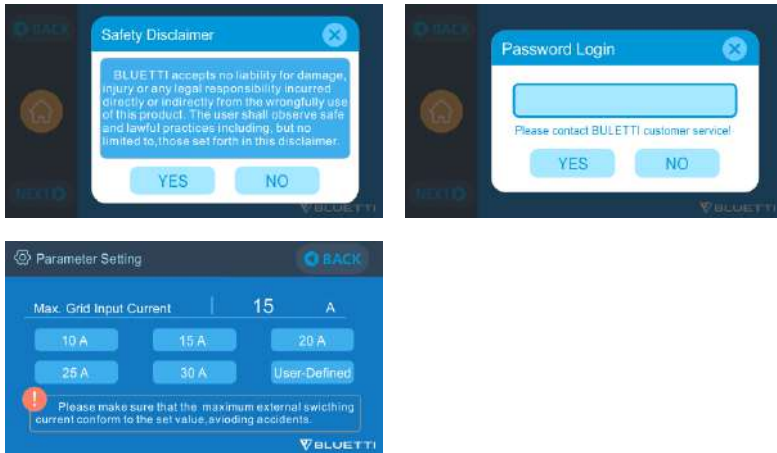 BACK
Safety Disclaimer
BLUETTI accepts no liability for damage,
injury or any legal responsibility incurred
directly or indirectly from the wrongfully use
of this product. The user shall observe safe
and lawful practices including, but no
limited to,those set forth in this disclaimer.
YES NO
NEXT
BLUETTI
BACK
Password Login
Please contact BULETTI customer service!
YES NO
NEXT
BLUETTI
Parameter Setting BACK
Max. Grid Input Current 15 A
10 A 15 A 20 A
25 A 30 A User-Defined
! Please make sure that the maximum external swicthing
current conform to the set value,avioding accidents.
BLUETTI